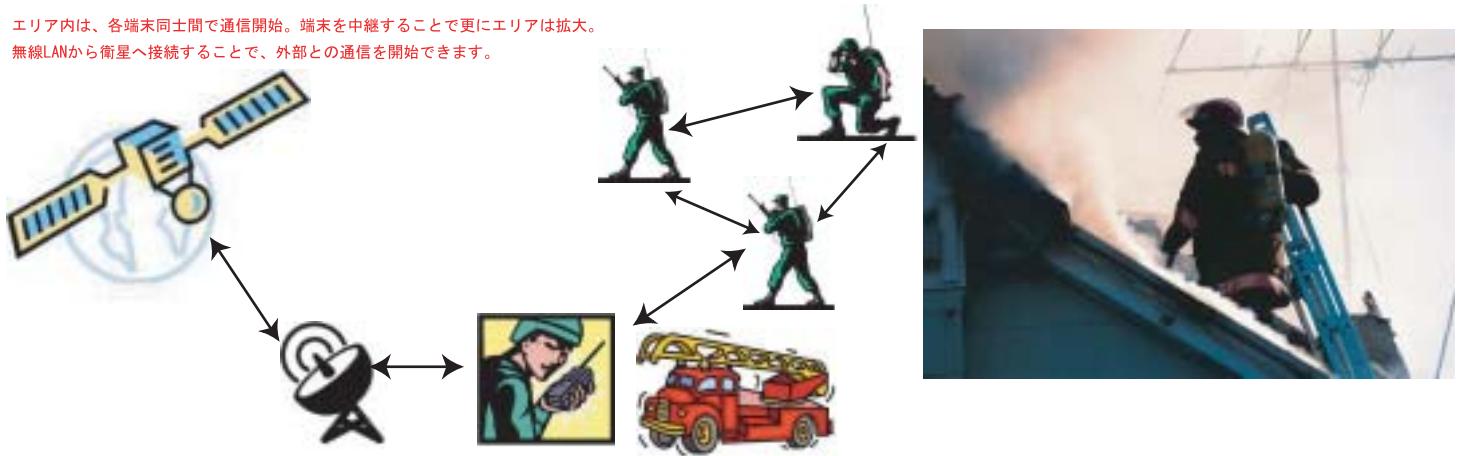 エリア内は、各端末同士間で通信開始。端末を中継することで更にエリアは拡大。
無線LANから衛星へ接続することで、外部との通信を開始できます。